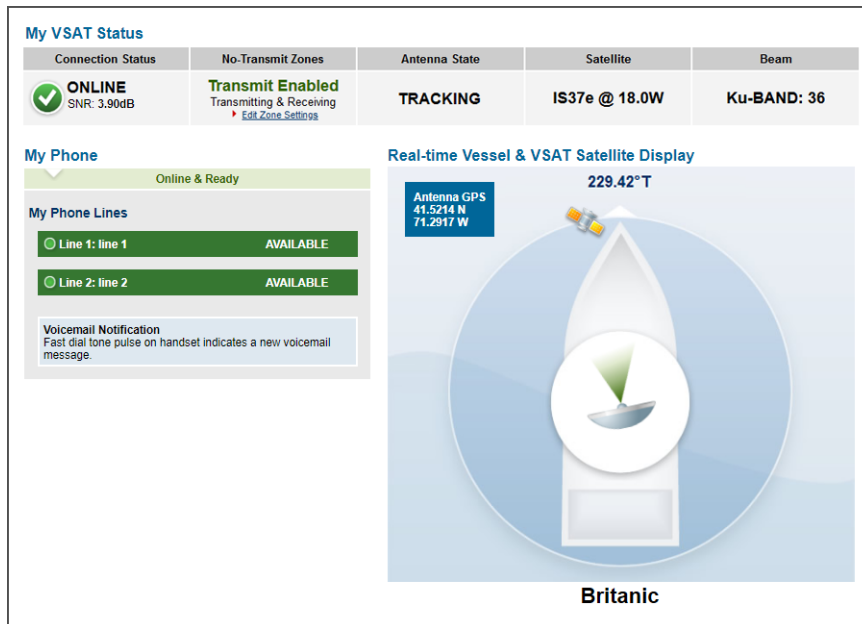 My VSAT Status
Connection Status No-Transmit Zones Antenna State Satellite Beam
ONLINE
SNR: 3.90dB
Transmit Enabled
Transmitting & Receiving
Edit Zone Settings
TRACKING
IS37e @ 18.0W
Ku-BAND: 36
My Phone
Online & Ready
My Phone Lines
Line 1: line 1 AVAILABLE
Line 2: line 2 AVAILABLE
Voicemail Notification
Fast dial tone pulse on handset indicates a new voicemail
message.
Real-time Vessel & VSAT Satellite Display
229.42°T
Antenna GPS
41.5214 N
71.2917 W
Britanic